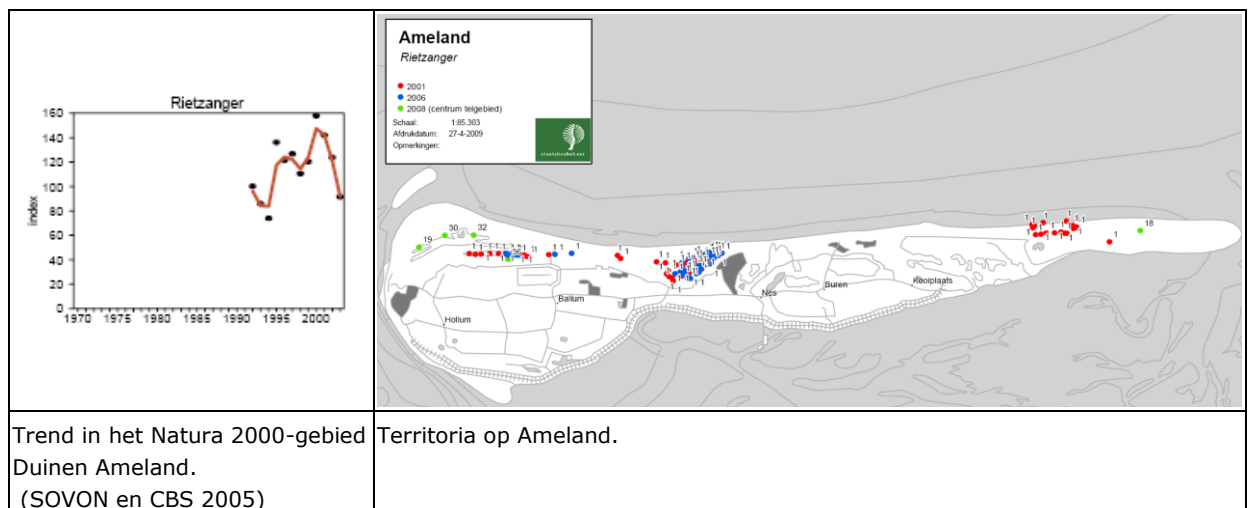 Rietzanger
160
140
120
100
80
60
40
20
0
index
1970 1975 1980 1985 1990 1995 2000
Ameland
Rietzanger
2001
2006
2008 (centrum telgebied)
Schaal: 1:85.303
Afdrukdatum: 27-4-2009
Opmerkingen:
staatsbosbeheer
19
30
32
18
Hollum
Ballum
Nes
Buren
Kooiplaats
Trend in het Natura 2000-gebied
Duinen Ameland.
(SOVON en CBS 2005)
Territoria op Ameland.